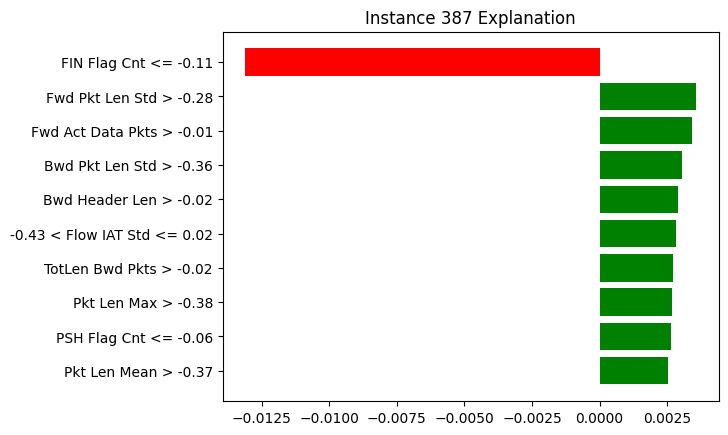 Instance 387 Explanation
FIN Flag Cnt <= -0.11
Fwd Pkt Len Std > -0.28
Fwd Act Data Pkts > -0.01
Bwd Pkt Len Std > -0.36
Bwd Header Len > -0.02
-0.43 < Flow IAT Std <= 0.02
TotLen Bwd Pkts > -0.02
Pkt Len Max > -0.38
PSH Flag Cnt <= -0.06
Pkt Len Mean > -0.37
−0.0125 −0.0100 −0.0075 −0.0050 −0.0025 0.0000 0.0025